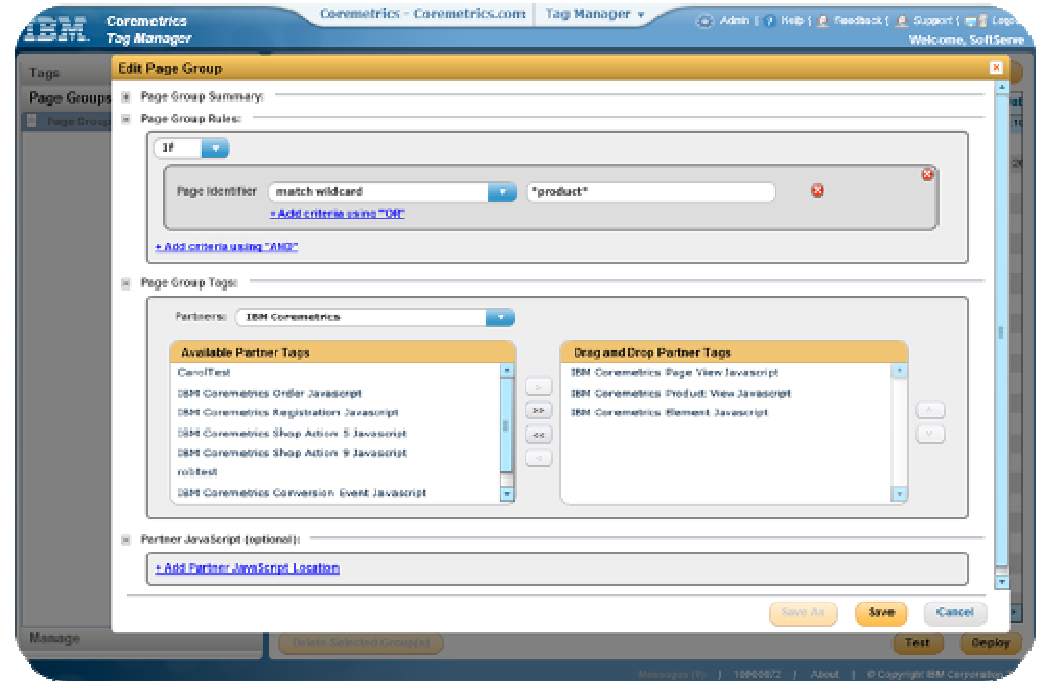 Coremetrics - Coremetrics.com Tag Manager
IBM. Coremetrics
Tag Manager
Admin | Help | Feedback | Support |
Welcome, SoftServe
Tags
Edit Page Group
Page Groups
Page Group Summary:
Page Group Rules:
If
Page Identifier match wildcard *product*
+ Add criteria using "OR"
+ Add criteria using "AND"
Page Group Tags:
Partners: IBM Coremetrics
Available Partner Tags
CarolTest
IBM Coremetrics Order Javascript
IBM Coremetrics Registration Javascript
IBM Coremetrics Shop Action 5 Javascript
IBM Coremetrics Shop Action 9 Javascript
robttest
IBM Coremetrics Conversion Event Javascript
>
>>
<<
<
Drag and Drop Partner Tags
IBM Coremetrics Page View Javascript
IBM Coremetrics Product View Javascript
IBM Coremetrics Element Javascript
Partner JavaScript (optional):
+ Add Partner JavaScript Location
Save As Save Cancel
Manage
Delete Selected Group(s)
Test Deploy
About | © Copyright IBM Corporation